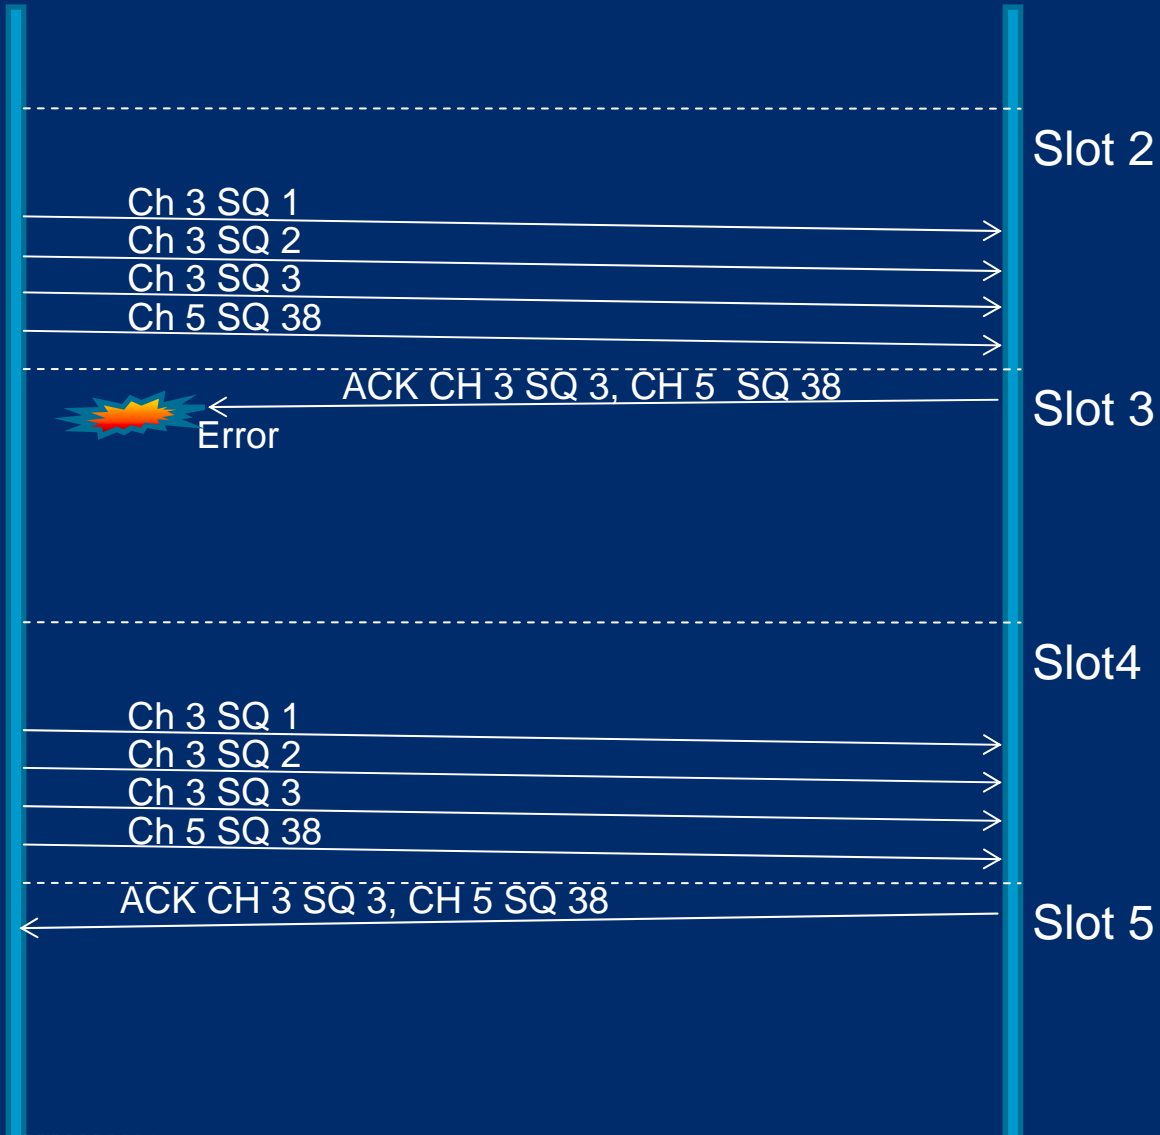 Slot 2
Ch 3 SQ 1
Ch 3 SQ 2
Ch 3 SQ 3
Ch 5 SQ 38
ACK CH 3 SQ 3, CH 5  SQ 38
Slot 3
Error
Slot4
Ch 3 SQ 1
Ch 3 SQ 2
Ch 3 SQ 3
Ch 5 SQ 38
ACK CH 3 SQ 3, CH 5 SQ 38
Slot 5